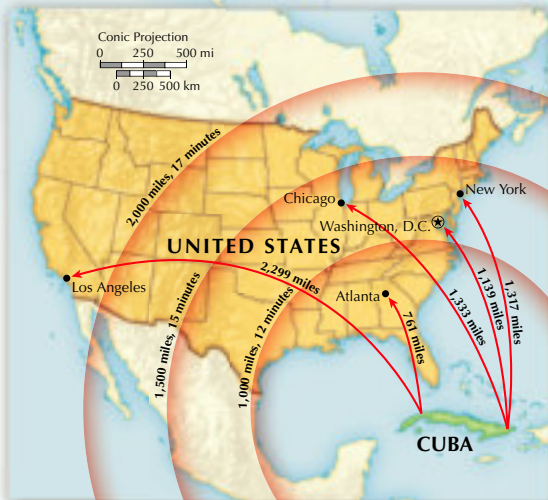 Conic Projection
0 250 500 mi
0 250 500 km
2,000 miles, 17 minutes
Chicago
New York
Washington, D.C.
UNITED STATES
2,299 miles
Los Angeles
Atlanta
1,500 miles, 15 minutes
1,000 miles, 12 minutes
761 miles
1,333 miles
1,139 miles
1,317 miles
CUBA